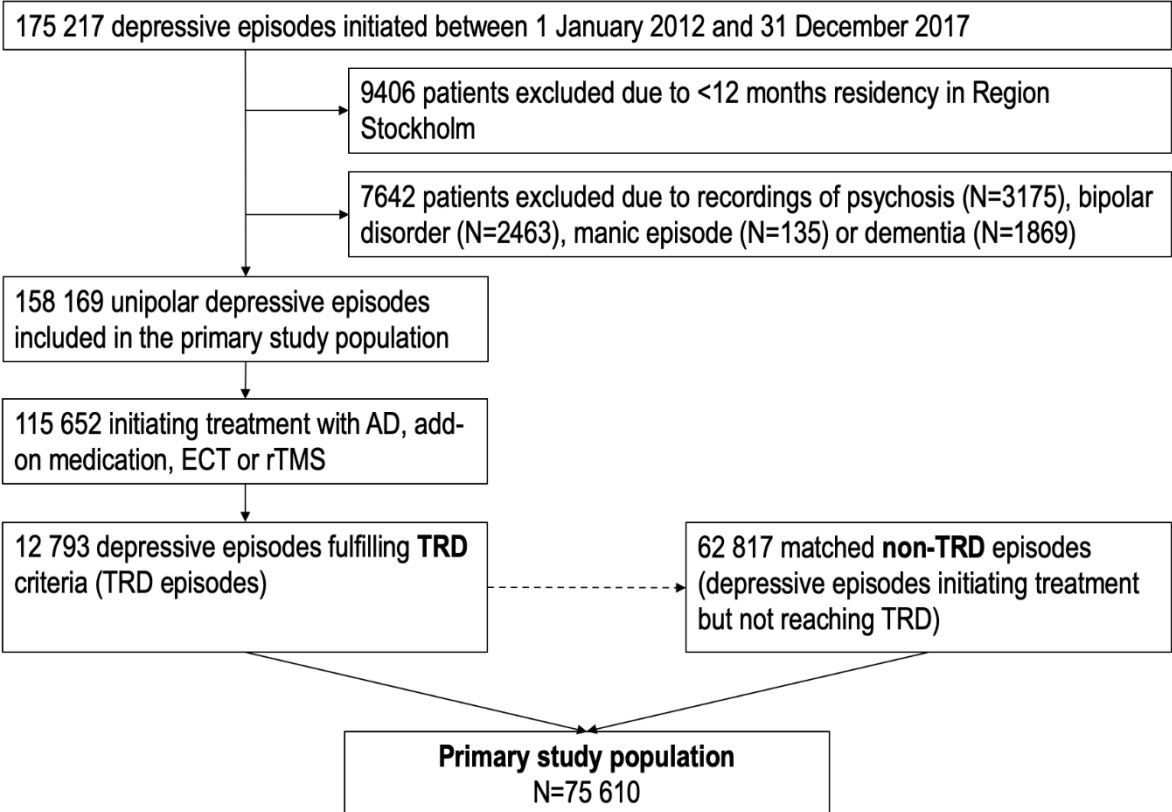 175 217 depressive episodes initiated between 1 January 2012 and 31 December 2017
9406 patients excluded due to <12 months residency in Region
Stockholm
7642 patients excluded due to recordings of psychosis (N=3175), bipolar
disorder (N=2463), manic episode (N=135) or dementia (N=1869)
158 169 unipolar depressive episodes
included in the primary study population
115 652 initiating treatment with AD, add-
on medication, ECT or rTMS
12 793 depressive episodes fulfilling TRD
criteria (TRD episodes)
62 817 matched non-TRD episodes
(depressive episodes initiating treatment
but not reaching TRD)
Primary study population
N=75 610